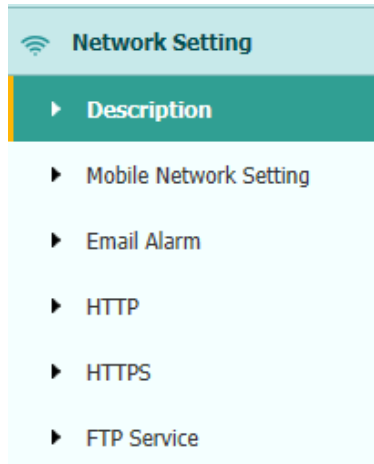 Network Setting
Description
Mobile Network Setting
Email Alarm
HTTP
HTTPS
FTP Service